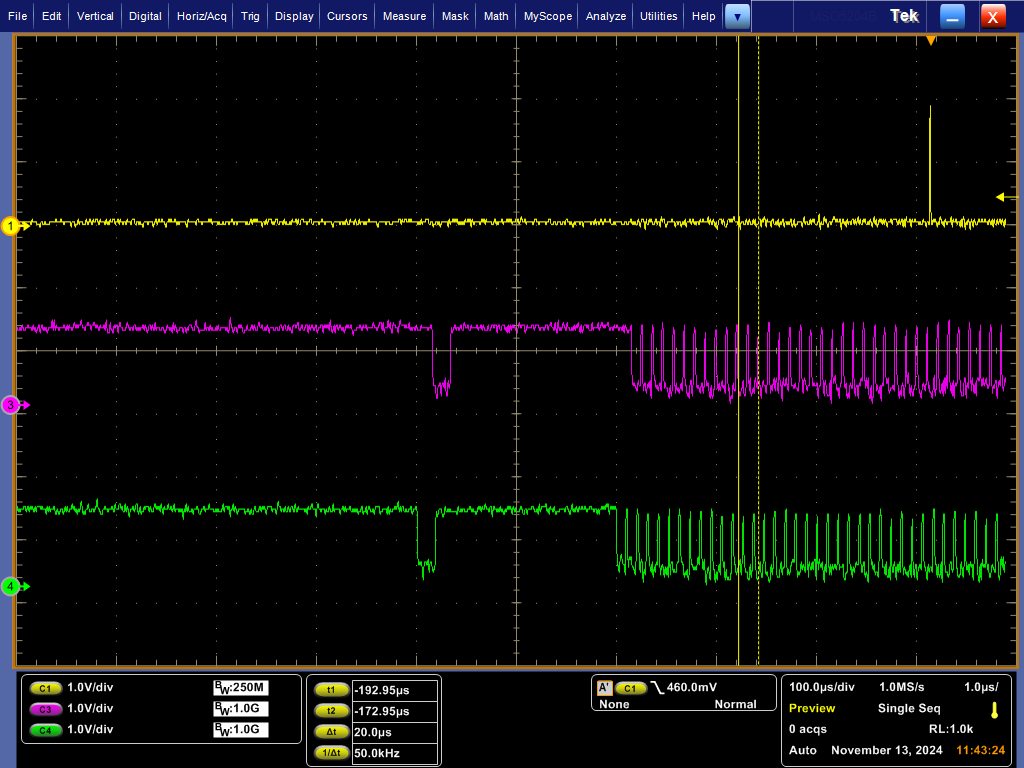 File Edit Vertical Digital Horiz/Acq Trig Display Cursors Measure Mask Math MyScope Analyze Utilities Help Tek X
1
3
4
C1 1.0V/div BW:250M
C3 1.0V/div BW:1.0G
C4 1.0V/div BW:1.0G
t1 -192.95µs
t2 -172.95µs
Δt 20.0µs
1/Δt 50.0kHz
A' C1 460.0mV
None Normal
100.0µs/div 1.0MS/s 1.0µs/
Preview Single Seq
0 acqs RL:1.0k
Auto November 13, 2024 11:43:24